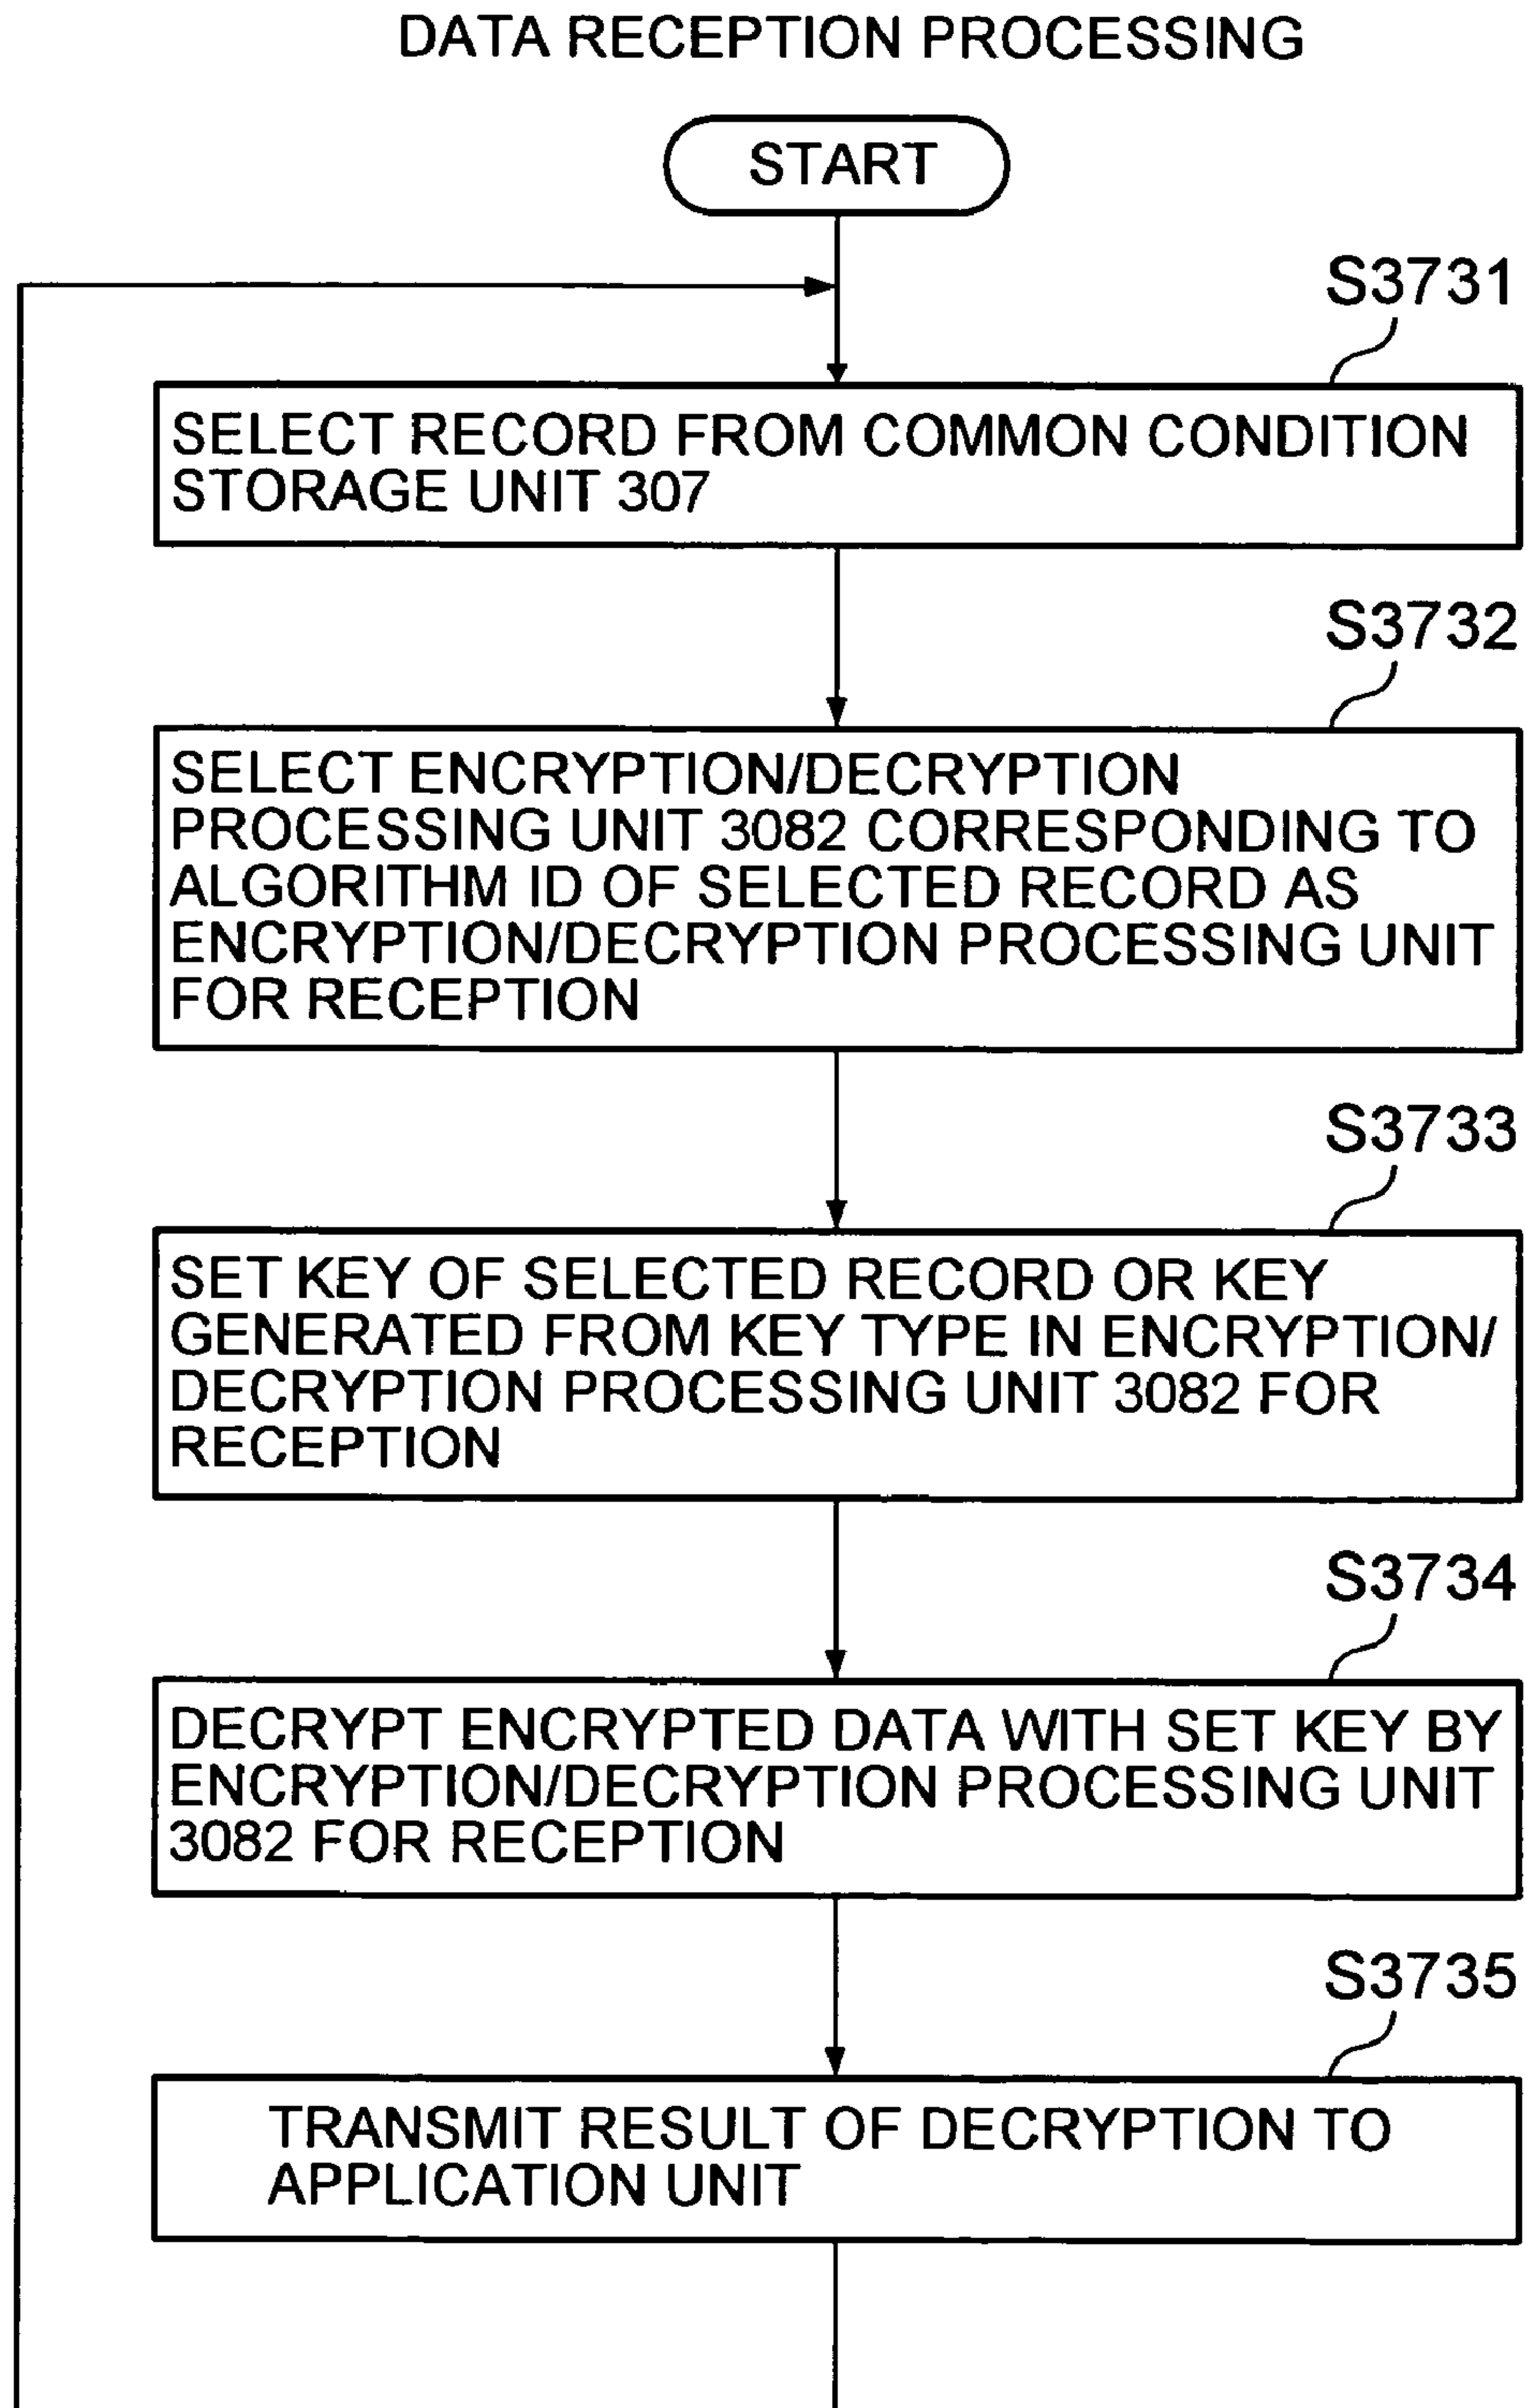 DATA RECEPTION PROCESSING
START
S3731
SELECT RECORD FROM COMMON CONDITION
STORAGE UNIT 307
S3732
SELECT ENCRYPTION/DECRYPTION
PROCESSING UNIT 3082 CORRESPONDING TO
ALGORITHM ID OF SELECTED RECORD AS
ENCRYPTION/DECRYPTION PROCESSING UNIT
FOR RECEPTION
S3733
SET KEY OF SELECTED RECORD OR KEY
GENERATED FROM KEY TYPE IN ENCRYPTION/
DECRYPTION PROCESSING UNIT 3082 FOR
RECEPTION
S3734
DECRYPT ENCRYPTED DATA WITH SET KEY BY
ENCRYPTION/DECRYPTION PROCESSING UNIT
3082 FOR RECEPTION
S3735
TRANSMIT RESULT OF DECRYPTION TO
APPLICATION UNIT